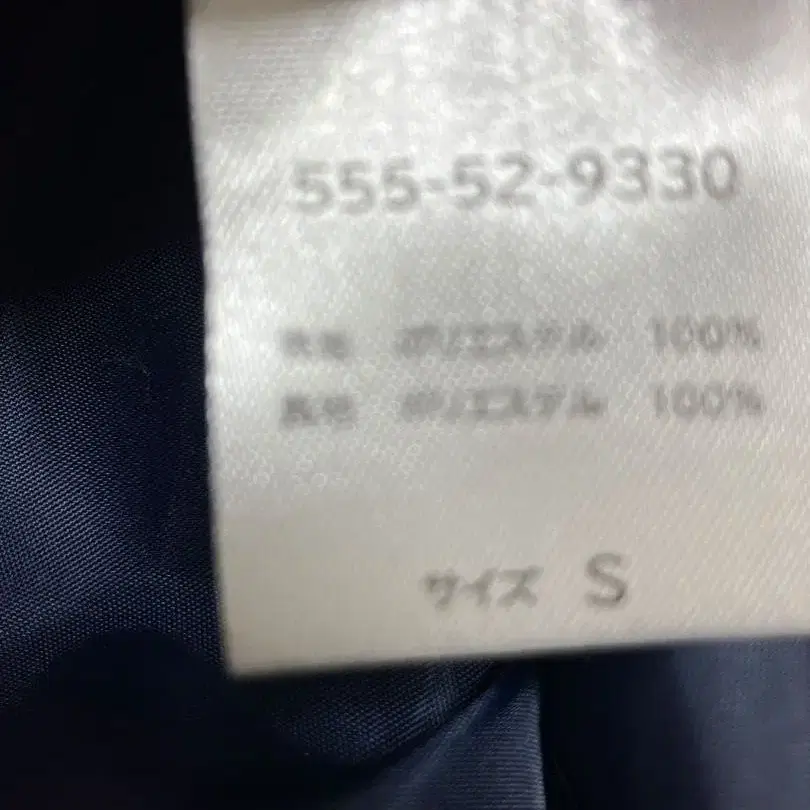 555-52-9330
表地 ポリエステル 100%
裏地 ポリエステル 100%
サイズ S